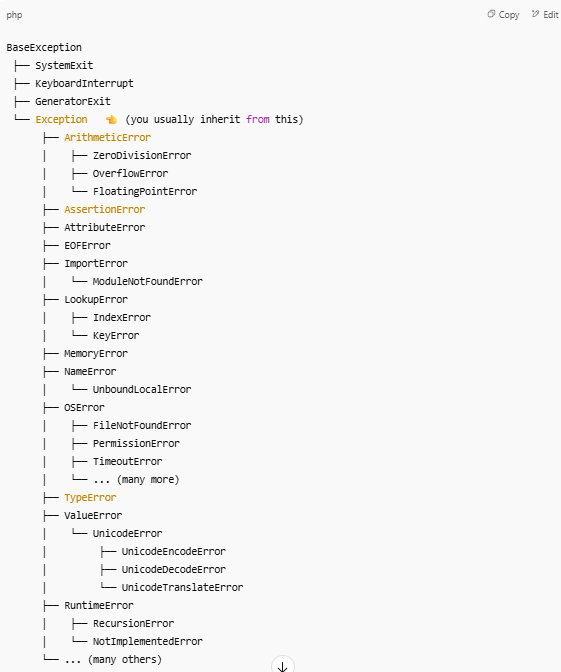 php Copy Edit
BaseException
├── SystemExit
├── KeyboardInterrupt
├── GeneratorExit
└── Exception 👈 (you usually inherit from this)
    ├── ArithmeticError
    │   ├── ZeroDivisionError
    │   ├── OverflowError
    │   └── FloatingPointError
    ├── AssertionError
    ├── AttributeError
    ├── EOFError
    ├── ImportError
    │   └── ModuleNotFoundError
    ├── LookupError
    │   ├── IndexError
    │   └── KeyError
    ├── MemoryError
    ├── NameError
    │   └── UnboundLocalError
    ├── OSError
    │   ├── FileNotFoundError
    │   ├── PermissionError
    │   ├── TimeoutError
    │   └── ... (many more)
    ├── TypeError
    ├── ValueError
    │   └── UnicodeError
    │       ├── UnicodeEncodeError
    │       ├── UnicodeDecodeError
    │       └── UnicodeTranslateError
    ├── RuntimeError
    │   ├── RecursionError
    │   └── NotImplementedError
    └── ... (many others)